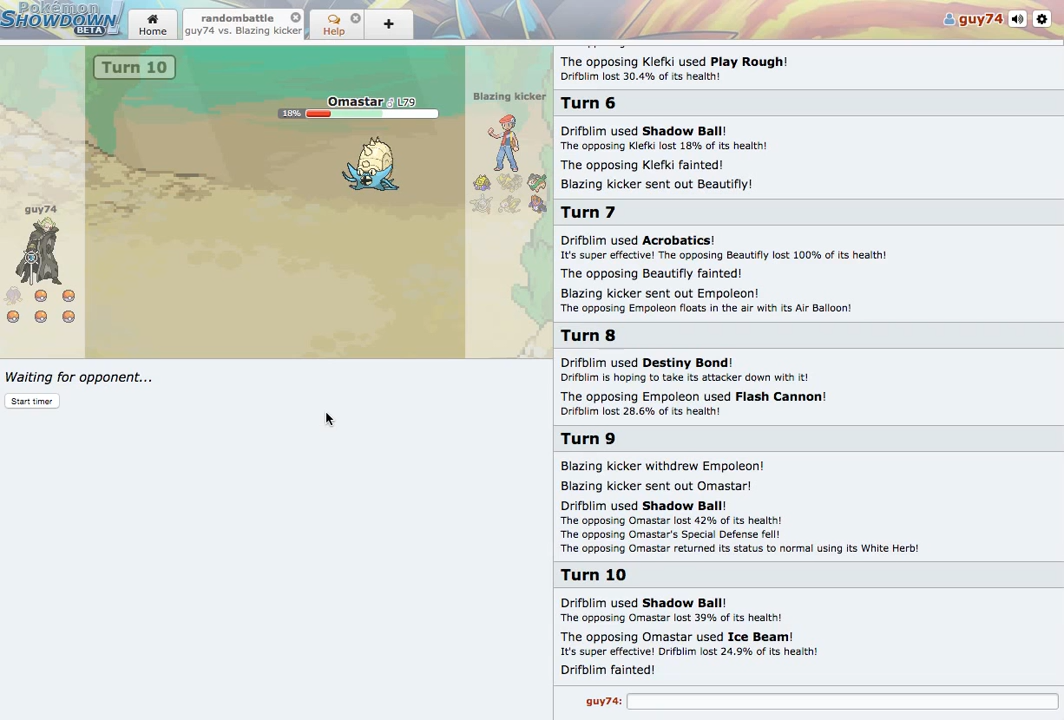 Pokémon
SHOWDOWN!
BETA
Home
randombattle
guy74 vs. Blazing kicker
Help
+
guy74
Turn 10
Omastar ♂ L79
18%
Blazing kicker
guy74
Waiting for opponent...
Start timer
The opposing Klefki used Play Rough!
Drifblim lost 30.4% of its health!
Turn 6
Drifblim used Shadow Ball!
The opposing Klefki lost 18% of its health!
The opposing Klefki fainted!
Blazing kicker sent out Beautifly!
Turn 7
Drifblim used Acrobatics!
It's super effective! The opposing Beautifly lost 100% of its health!
The opposing Beautifly fainted!
Blazing kicker sent out Empoleon!
The opposing Empoleon floats in the air with its Air Balloon!
Turn 8
Drifblim used Destiny Bond!
Drifblim is hoping to take its attacker down with it!
The opposing Empoleon used Flash Cannon!
Drifblim lost 28.6% of its health!
Turn 9
Blazing kicker withdrew Empoleon!
Blazing kicker sent out Omastar!
Drifblim used Shadow Ball!
The opposing Omastar lost 42% of its health!
The opposing Omastar's Special Defense fell!
The opposing Omastar returned its status to normal using its White Herb!
Turn 10
Drifblim used Shadow Ball!
The opposing Omastar lost 39% of its health!
The opposing Omastar used Ice Beam!
It's super effective! Drifblim lost 24.9% of its health!
Drifblim fainted!
guy74: